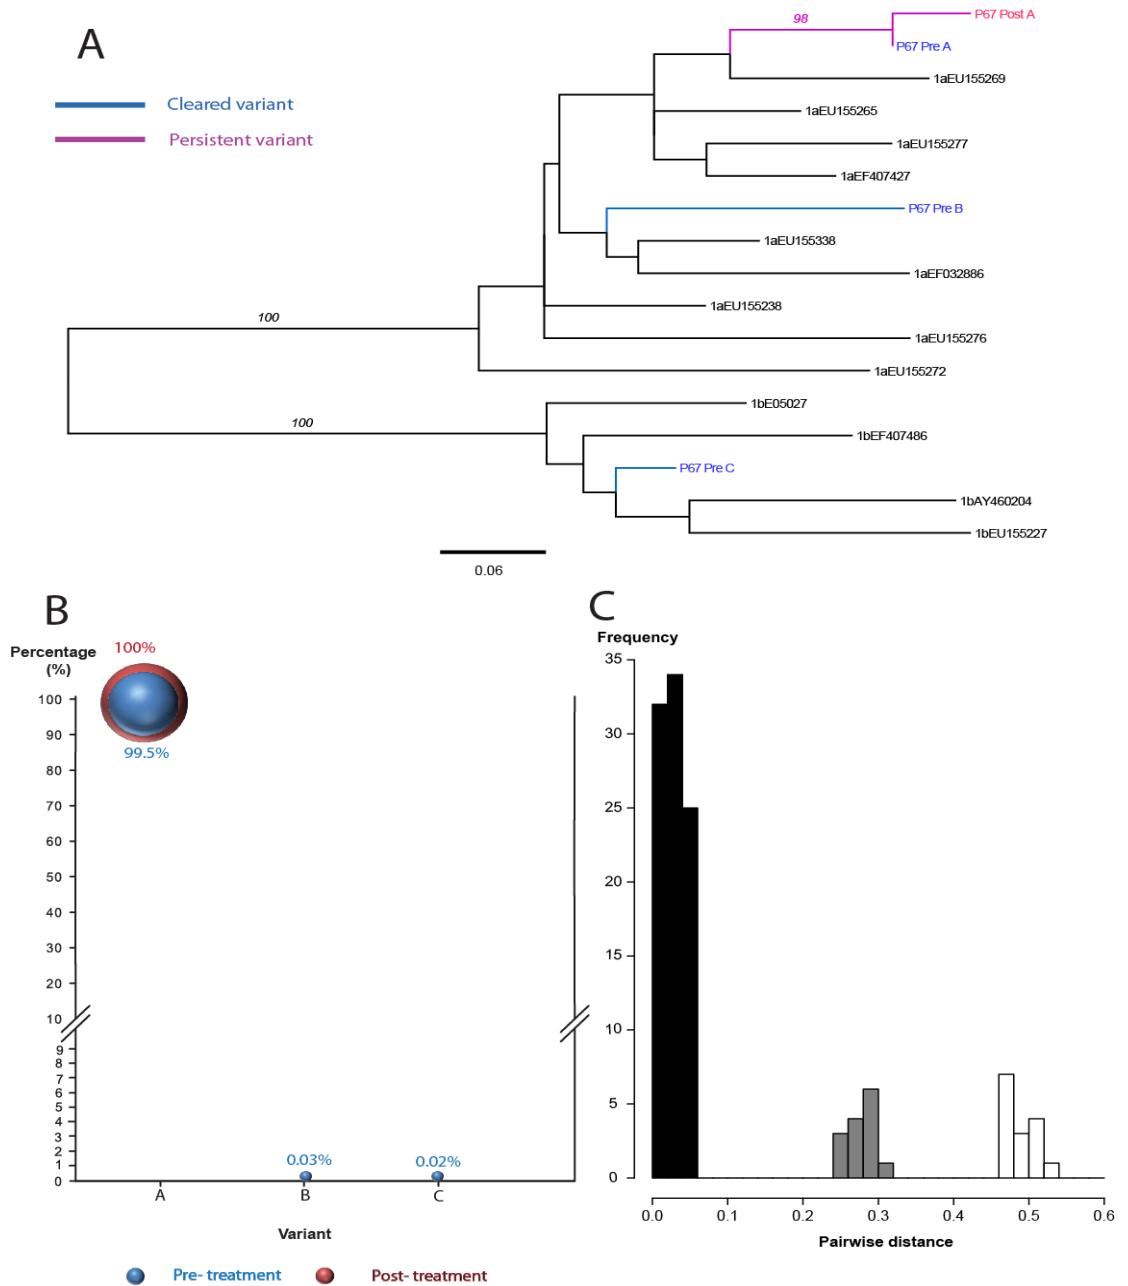 A
Cleared variant
Persistent variant
98
P67 Post A
P67 Pre A
1aEU155269
1aEU155265
1aEU155277
1aEF407427
P67 Pre B
1aEU155338
1aEF032886
1aEU155238
100
1aEU155276
1aEU155272
1bE05027
100
1bEF407486
P67 Pre C
1bAY460204
1bEU155227
0.06
B
Percentage
(%)
100%
99.5%
100
90
80
70
60
50
40
30
20
10
9
8
7
6
5
4
3
2
1
0
0.03%
0.02%
A B C
Variant
Pre- treatment Post- treatment
C
Frequency
35
30
25
20
15
10
5
0
0.0 0.1 0.2 0.3 0.4 0.5 0.6
Pairwise distance